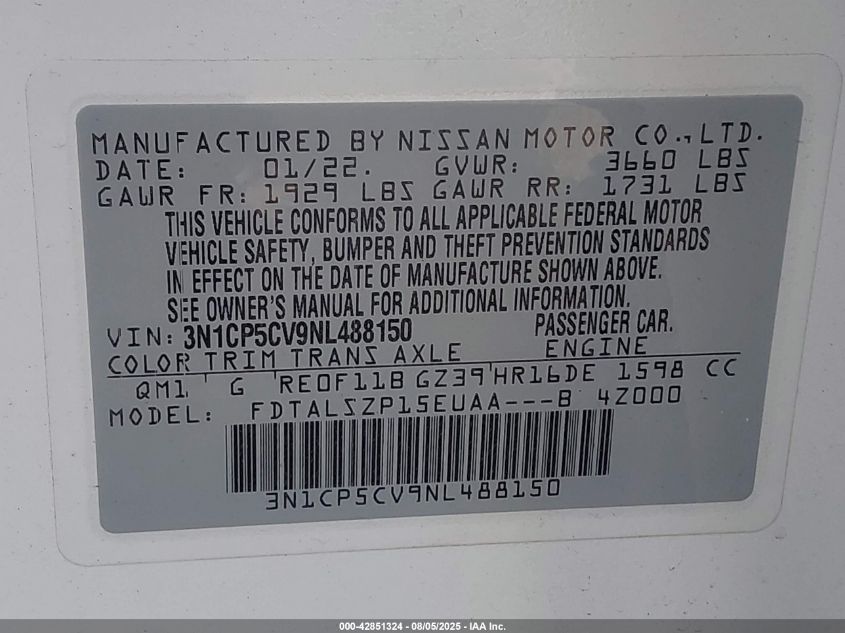 MANUFACTURED BY NISSAN MOTOR CO., LTD.
DATE: 01/22. GVWR: 3660 LBS
GAWR FR: 1929 LBS GAWR RR: 1731 LBS
THIS VEHICLE CONFORMS TO ALL APPLICABLE FEDERAL MOTOR
VEHICLE SAFETY, BUMPER AND THEFT PREVENTION STANDARDS
IN EFFECT ON THE DATE OF MANUFACTURE SHOWN ABOVE.
SEE OWNER'S MANUAL FOR ADDITIONAL INFORMATION.
VIN: 3N1CP5CV9NL488150 PASSENGER CAR.
COLOR TRIM TRANS AXLE ENGINE
QM1 G RE0F11B GZ39 HR16DE 1598 CC
MODEL: FDTALSZP15EUAA---B 4Z000
3N1CP5CV9NL488150
000-42851324 - 08/05/2025 - IAA Inc.